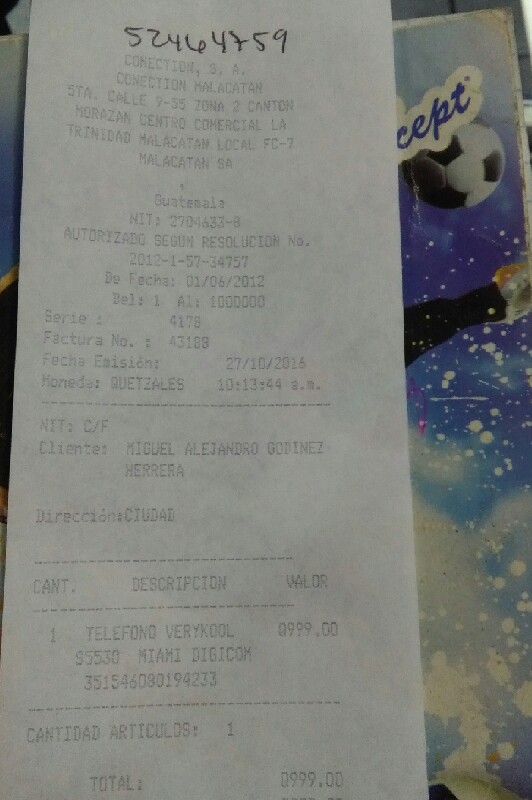 52464759
CONECTION, S. A.
CONECTION MALACATAN
5TA. CALLE 9-55 ZONA 2 CANTON
MORAZAN CENTRO COMERCIAL LA
TRINIDAD MALACATAN LOCAL FC-7
MALACATAN SA
,
Guatemala
NIT: 2704633-8
AUTORIZADO SEGUN RESOLUCION No.
2012-1-57-34757
De Fecha: 01/06/2012
Del: 1 Al: 1000000
Serie : 4178
Factura No. : 43188
Fecha Emisión: 27/10/2016
Moneda: QUETZALES 10:13:44 a.m.
NIT: C/F
Cliente: MIGUEL ALEJANDRO GODINEZ
HERRERA
Dirección:CIUDAD
CANT. DESCRIPCION VALOR
1 TELEFONO VERYKOOL Q999.00
S5530 MIAMI DIGICOM
351546080194233
CANTIDAD ARTICULOS: 1
TOTAL: Q999.00
cept